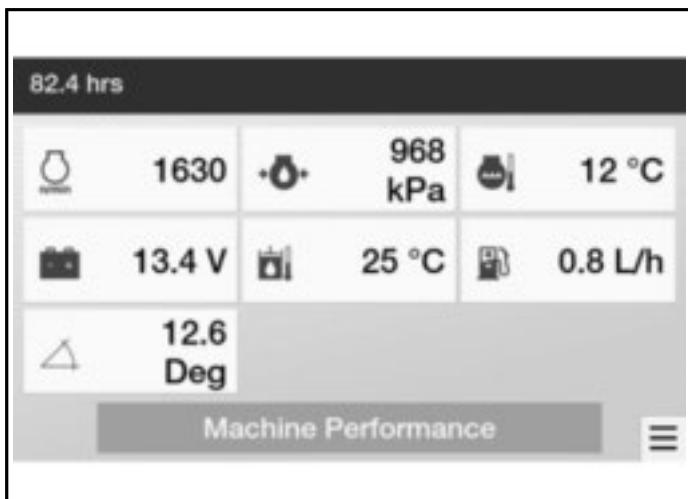 82.4 hrs
1630
968
kPa
12 °C
13.4 V
25 °C
0.8 L/h
12.6
Deg
Machine Performance